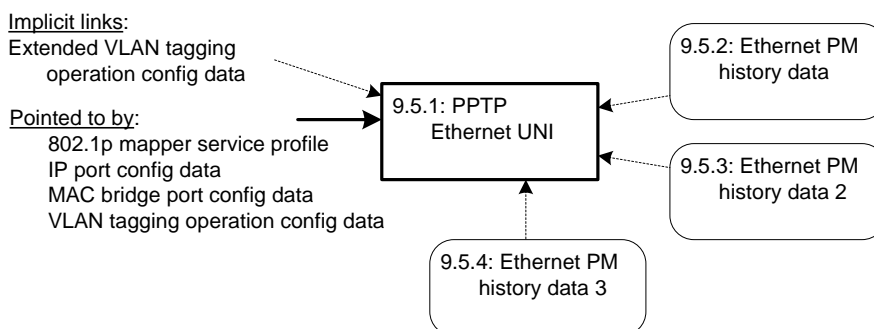 Implicit links:
Extended VLAN tagging
operation config data
Pointed to by:
802.1p mapper service profile
IP port config data
MAC bridge port config data
VLAN tagging operation config data
9.5.1: PPTP
Ethernet UNI
9.5.2: Ethernet PM
history data
9.5.3: Ethernet PM
history data 2
9.5.4: Ethernet PM
history data 3